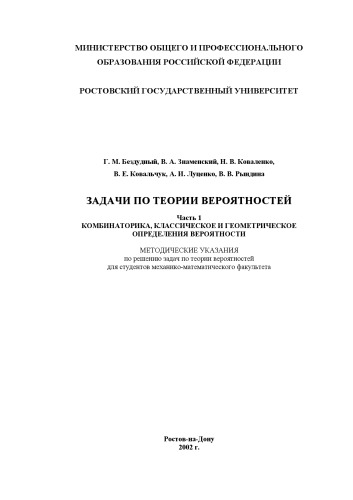 МИНИСТЕРСТВО ОБЩЕГО И ПРОФЕССИОНАЛЬНОГО
ОБРАЗОВАНИЯ РОССИЙСКОЙ ФЕДЕРАЦИИ
РОСТОВСКИЙ ГОСУДАРСТВЕННЫЙ УНИВЕРСИТЕТ
Г. М. Бездудный, В. А. Знаменский, Н. В. Коваленко,
В. Е. Ковальчук, А. И. Луценко, В. В. Рындина
ЗАДАЧИ ПО ТЕОРИИ ВЕРОЯТНОСТЕЙ
Часть 1
КОМБИНАТОРИКА, КЛАССИЧЕСКОЕ И ГЕОМЕТРИЧЕСКОЕ
ОПРЕДЕЛЕНИЯ ВЕРОЯТНОСТИ
МЕТОДИЧЕСКИЕ УКАЗАНИЯ
по решению задач по теории вероятностей
для студентов механико-математического факультета
Ростов-на-Дону
2002 г.